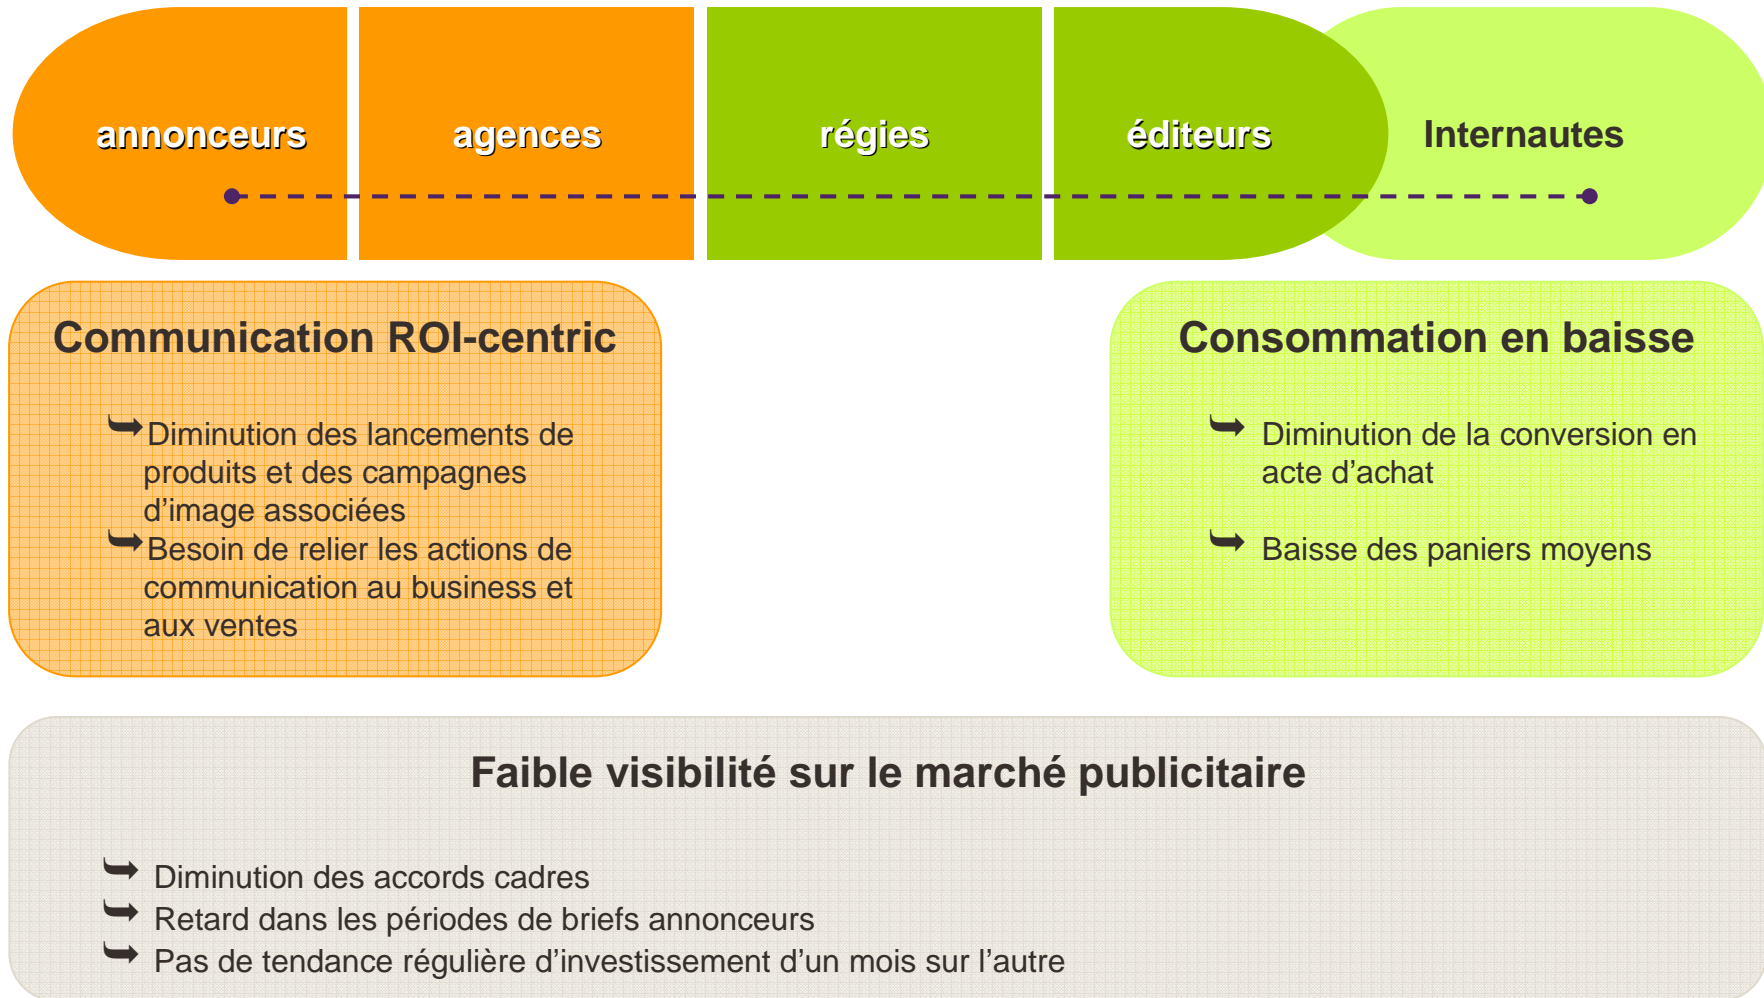 annonceurs
agences
régies
éditeurs
Internautes
Communication ROI-centric
Diminution des lancements de
produits et des campagnes
d’image associées
Besoin de relier les actions de
communication au business et
aux ventes
Consommation en baisse
Diminution de la conversion en
acte d’achat
Baisse des paniers moyens
Faible visibilité sur le marché publicitaire
Diminution des accords cadres
Retard dans les périodes de briefs annonceurs
Pas de tendance régulière d’investissement d’un mois sur l’autre